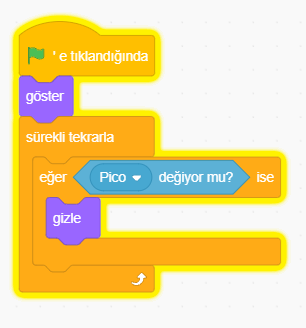 ' e tıklandığında
göster
sürekli tekrarla
eğer Pico değiyor mu? ise
gizle